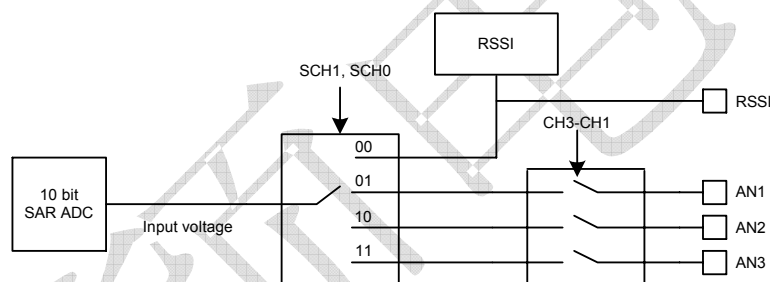 RSSI
SCH1, SCH0
RSSI
CH3-CH1
00
01
AN1
10 bit
SAR ADC
Input voltage
10
AN2
11
AN3